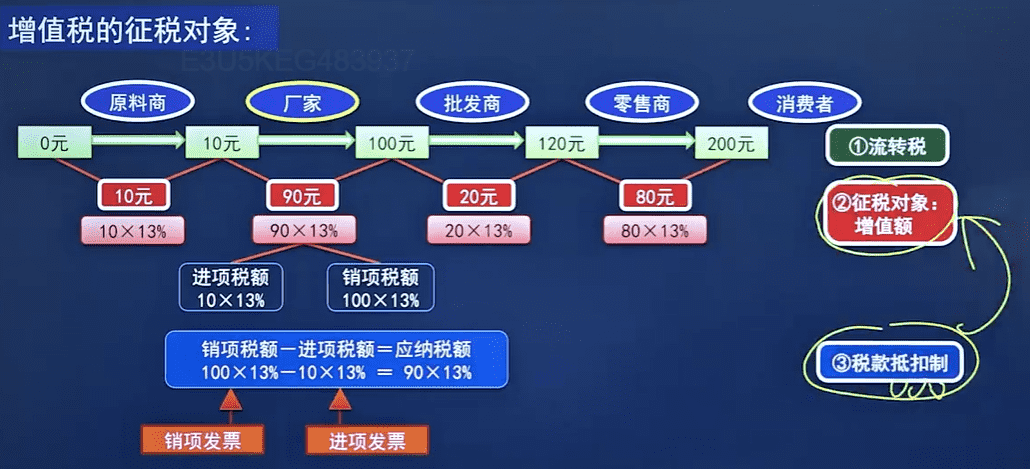 增值税的征税对象：
E3U5KEG483937
原料商
厂家
批发商
零售商
消费者
0元
10元
100元
120元
200元
①流转税
10元
90元
20元
80元
②征税对象：
增值额
10×13%
90×13%
20×13%
80×13%
进项税额
10×13%
销项税额
100×13%
销项税额－进项税额＝应纳税额
100×13%－10×13% ＝ 90×13%
③税款抵扣制
销项发票
进项发票